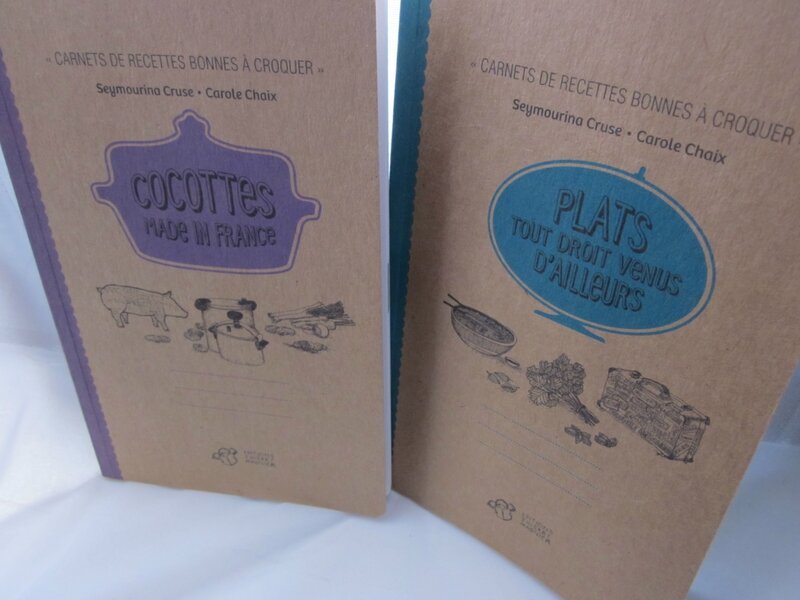 « CARNETS DE RECETTES BONNES À CROQUER »
Seymourina Cruse • Carole Chaix
COCOTTES
MADE IN FRANCE
« CARNETS DE RECETTES BONNES À CROQUER »
Seymourina Cruse • Carole Chaix
PLATS
TOUT DROIT VENUS
D'AILLEURS